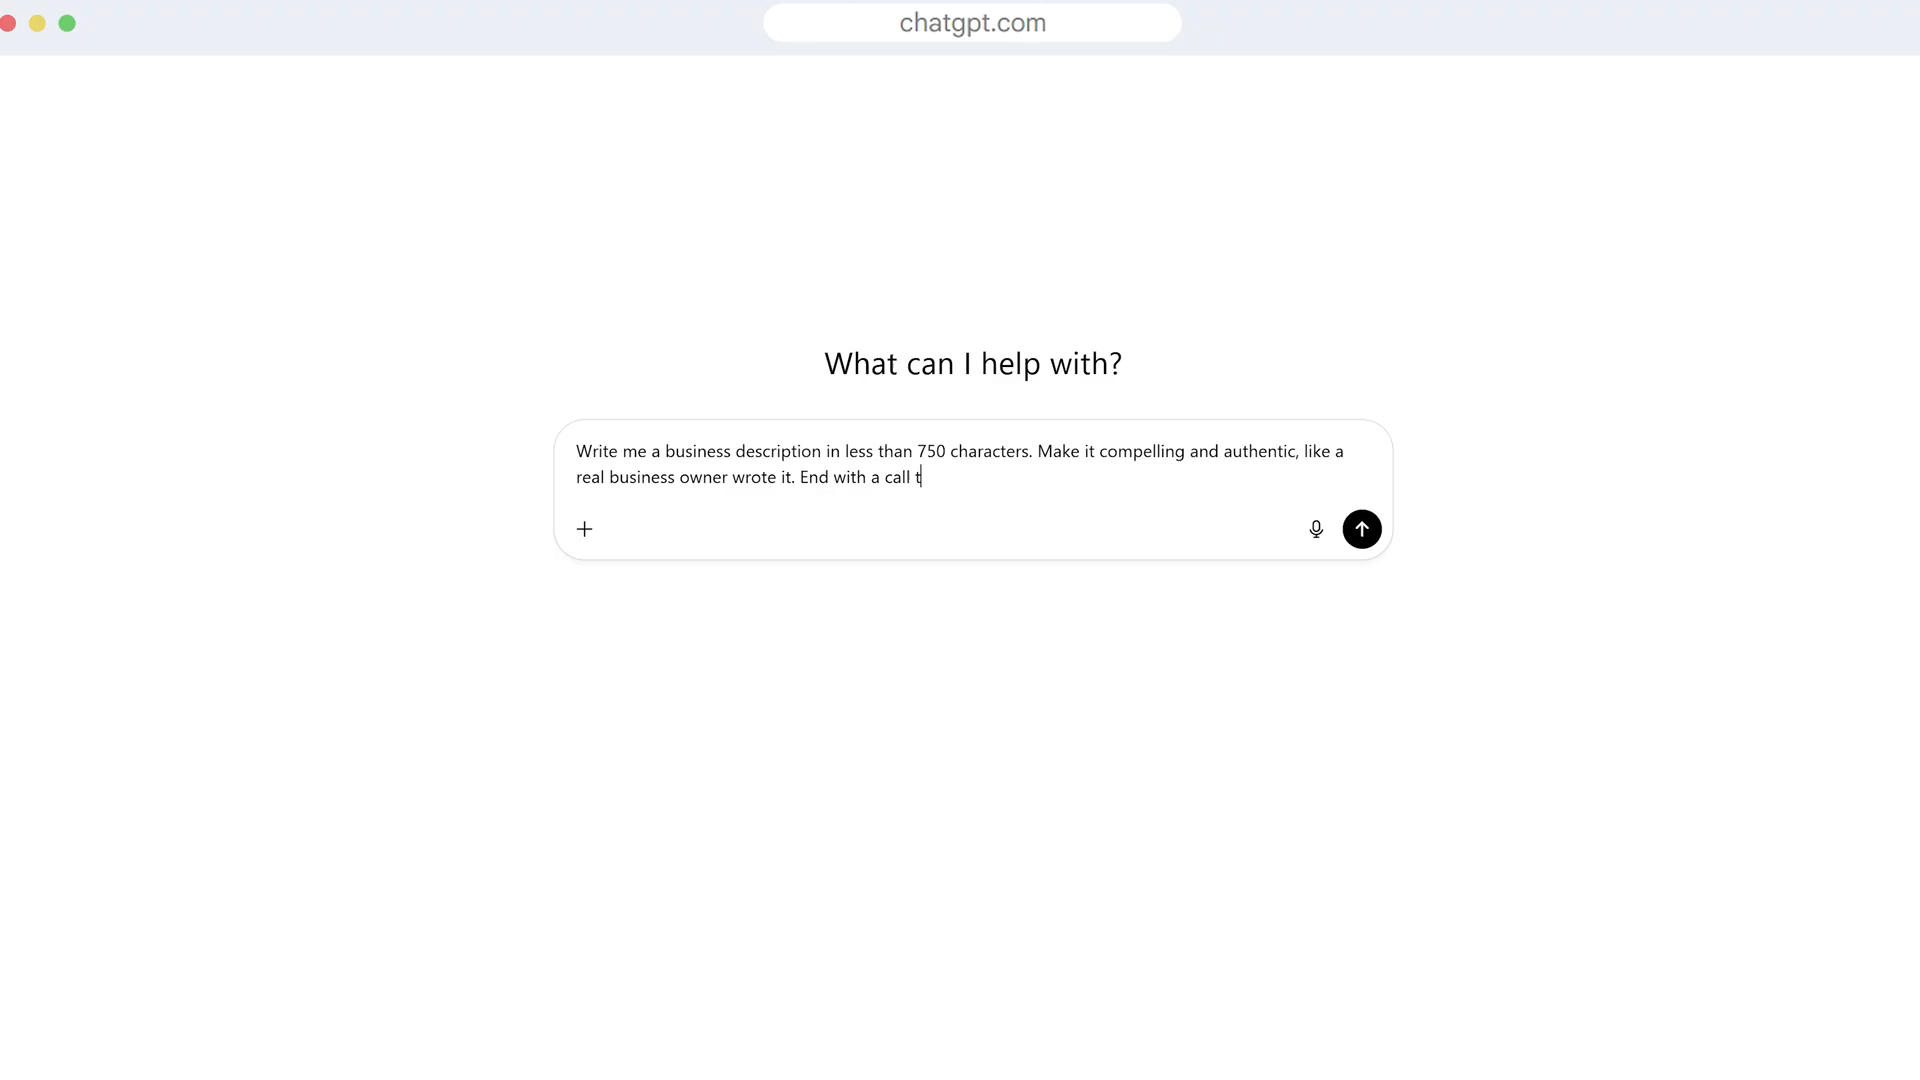 chatgpt.com
What can I help with?
Write me a business description in less than 750 characters. Make it compelling and authentic, like a
real business owner wrote it. End with a call t